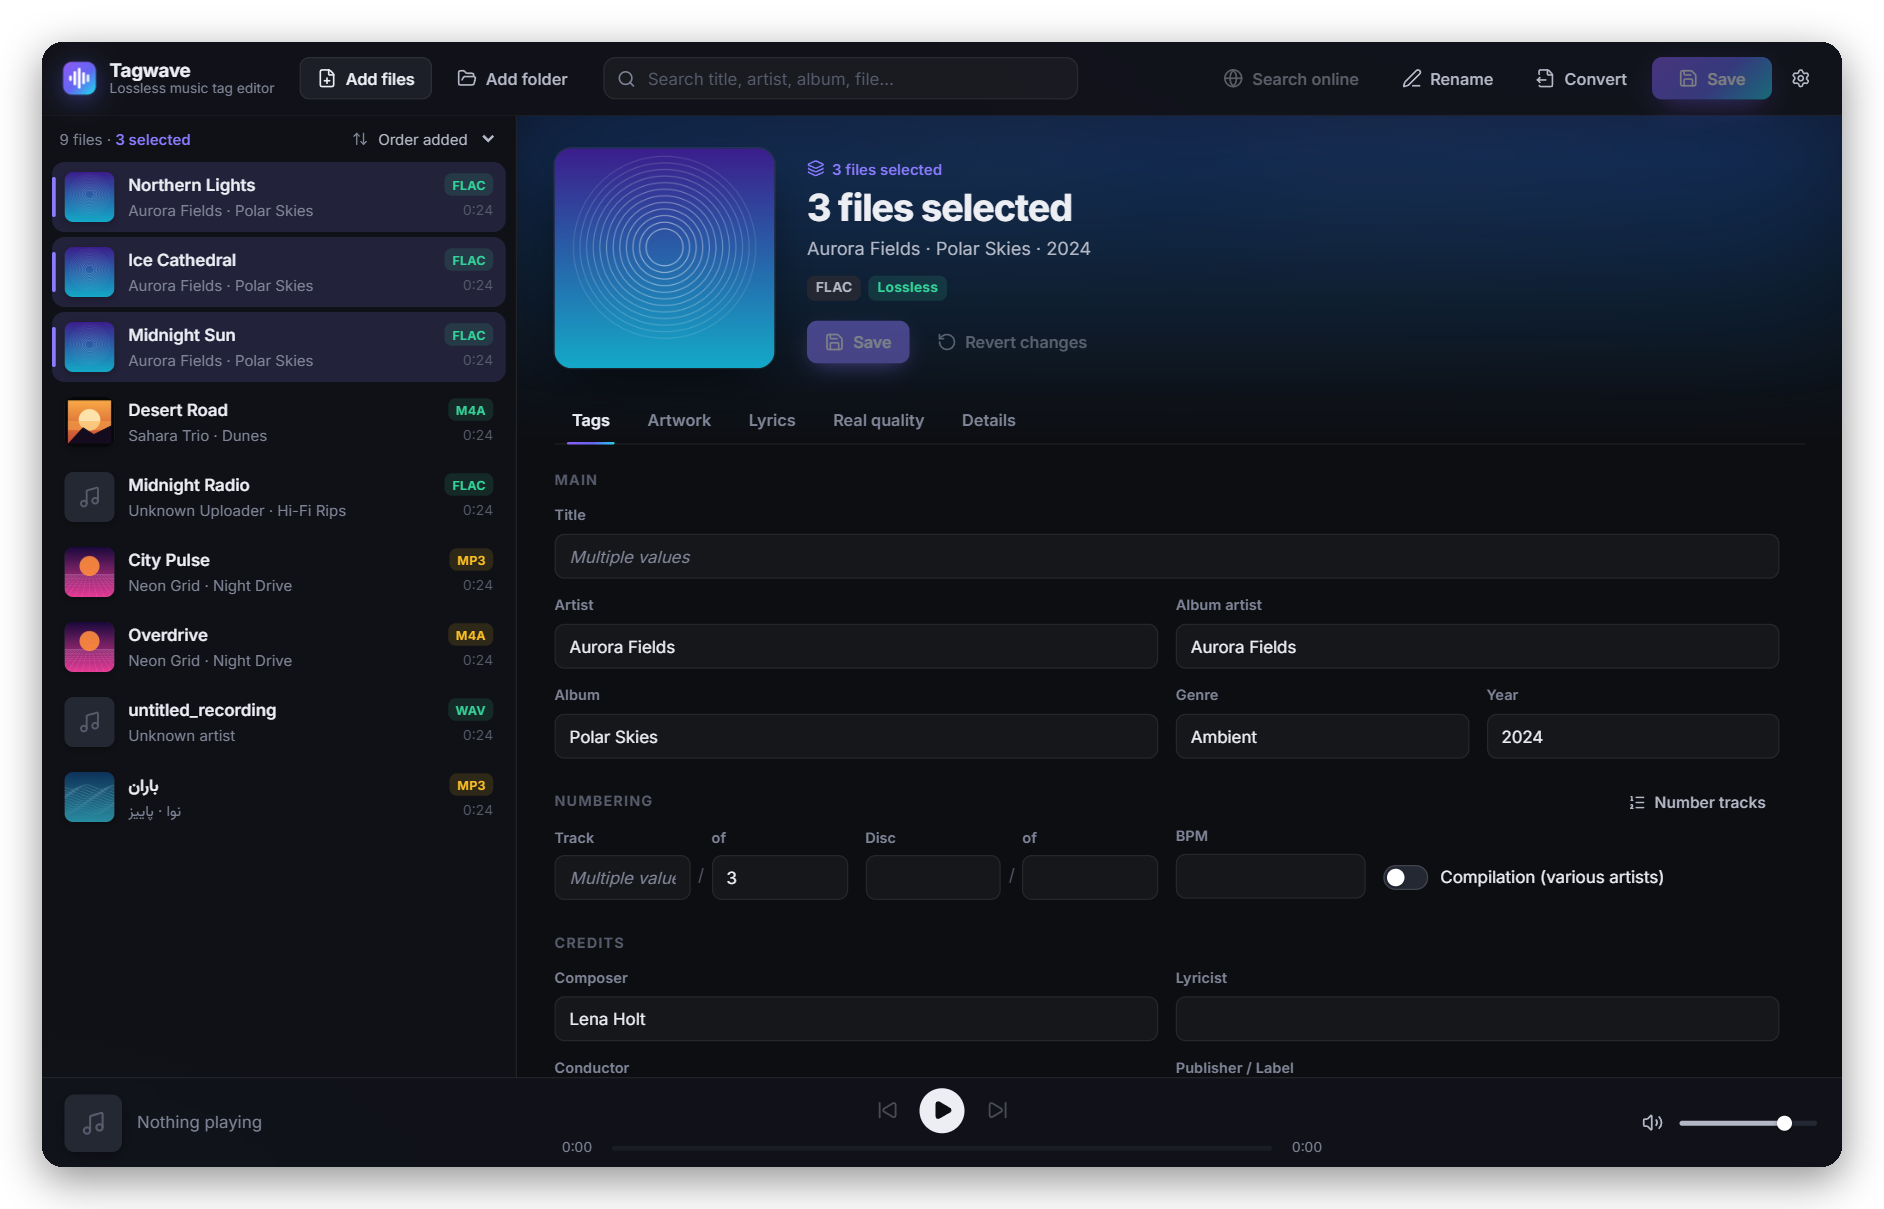 Tagwave
Lossless music tag editor
Add files
Add folder
Search title, artist, album, file...
Search online
Rename
Convert
Save
9 files · 3 selected
Order added
Northern Lights
FLAC
Aurora Fields · Polar Skies
0:24
Ice Cathedral
FLAC
Aurora Fields · Polar Skies
0:24
Midnight Sun
FLAC
Aurora Fields · Polar Skies
0:24
Desert Road
M4A
Sahara Trio · Dunes
0:24
Midnight Radio
FLAC
Unknown Uploader · Hi-Fi Rips
0:24
City Pulse
MP3
Neon Grid · Night Drive
0:24
Overdrive
M4A
Neon Grid · Night Drive
0:24
untitled_recording
WAV
Unknown artist
0:24
باران
MP3
نوا · پاییز
0:24
3 files selected
3 files selected
Aurora Fields · Polar Skies · 2024
FLAC
Lossless
Save
Revert changes
Tags
Artwork
Lyrics
Real quality
Details
MAIN
Title
Multiple values
Artist
Album artist
Aurora Fields
Aurora Fields
Album
Genre
Year
Polar Skies
Ambient
2024
NUMBERING
Number tracks
Track
of
Disc
of
BPM
Multiple value
/
3
/
Compilation (various artists)
CREDITS
Composer
Lyricist
Lena Holt
Conductor
Publisher / Label
Nothing playing
0:00
0:00